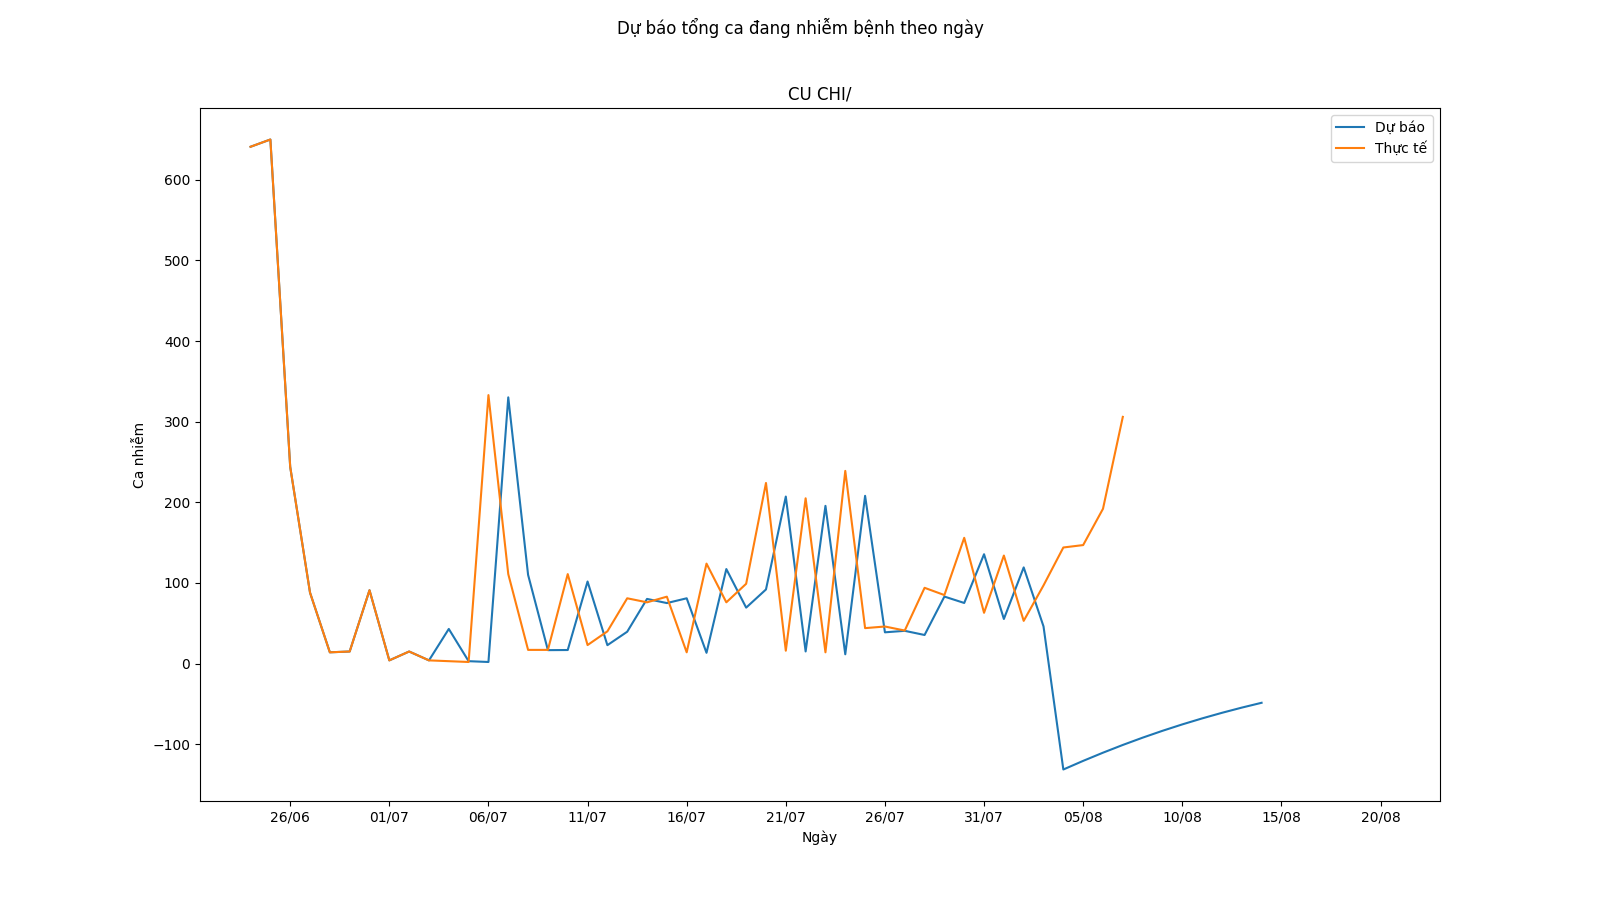 Dự báo tổng ca đang nhiễm bệnh theo ngày
CU CHI/
Dự báo
Thực tế
600
500
400
300
200
100
0
−100
Ca nhiễm
26/06 01/07 06/07 11/07 16/07 21/07 26/07 31/07 05/08 10/08 15/08 20/08
Ngày